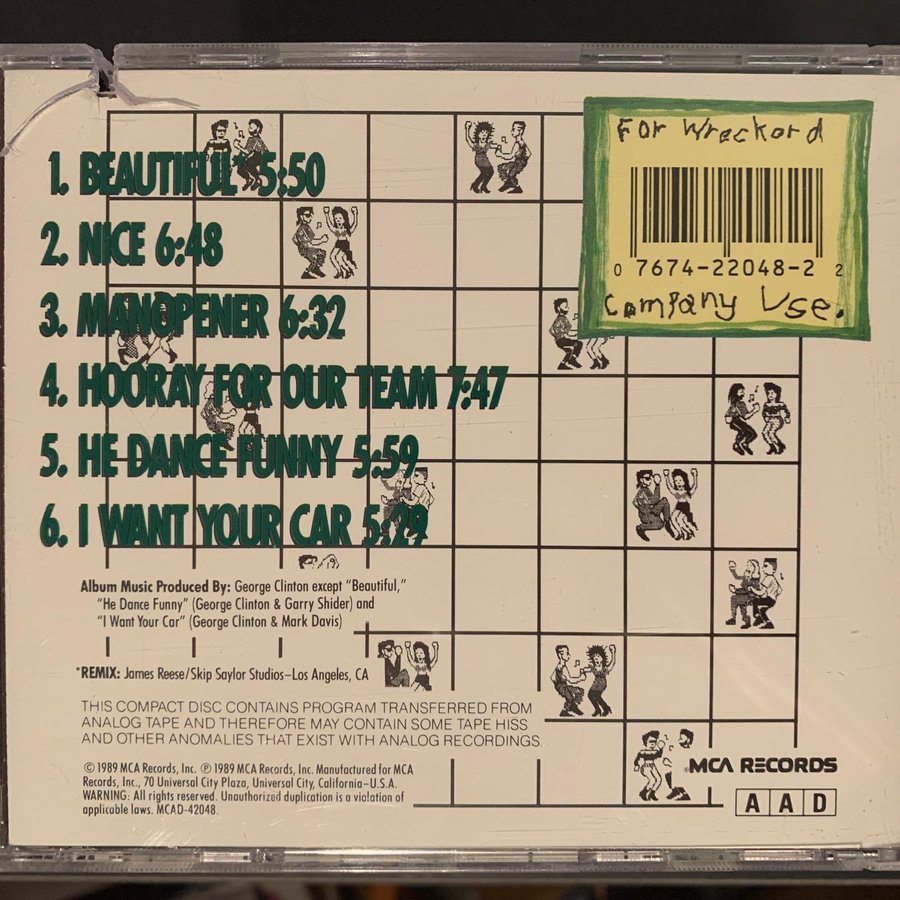 For Wreckord
0 7674-22048-2 2
Company Use.
1. BEAUTIFUL* 5:50
2. NICE 6:48
3. MANOPENER 6:32
4. HOORAY FOR OUR TEAM 7:47
5. HE DANCE FUNNY 5:59
6. I WANT YOUR CAR 5:29
Album Music Produced By: George Clinton except "Beautiful,"
"He Dance Funny" (George Clinton & Garry Shider) and
"I Want Your Car" (George Clinton & Mark Davis)
*REMIX: James Reese/Skip Saylor Studios–Los Angeles, CA
THIS COMPACT DISC CONTAINS PROGRAM TRANSFERRED FROM
ANALOG TAPE AND THEREFORE MAY CONTAIN SOME TAPE HISS
AND OTHER ANOMALIES THAT EXIST WITH ANALOG RECORDINGS.
© 1989 MCA Records, Inc. ℗ 1989 MCA Records, Inc. Manufactured for MCA
Records, Inc., 70 Universal City Plaza, Universal City, California–U.S.A.
WARNING: All rights reserved. Unauthorized duplication is a violation of
applicable laws. MCAD-42048.
MCA RECORDS
A A D